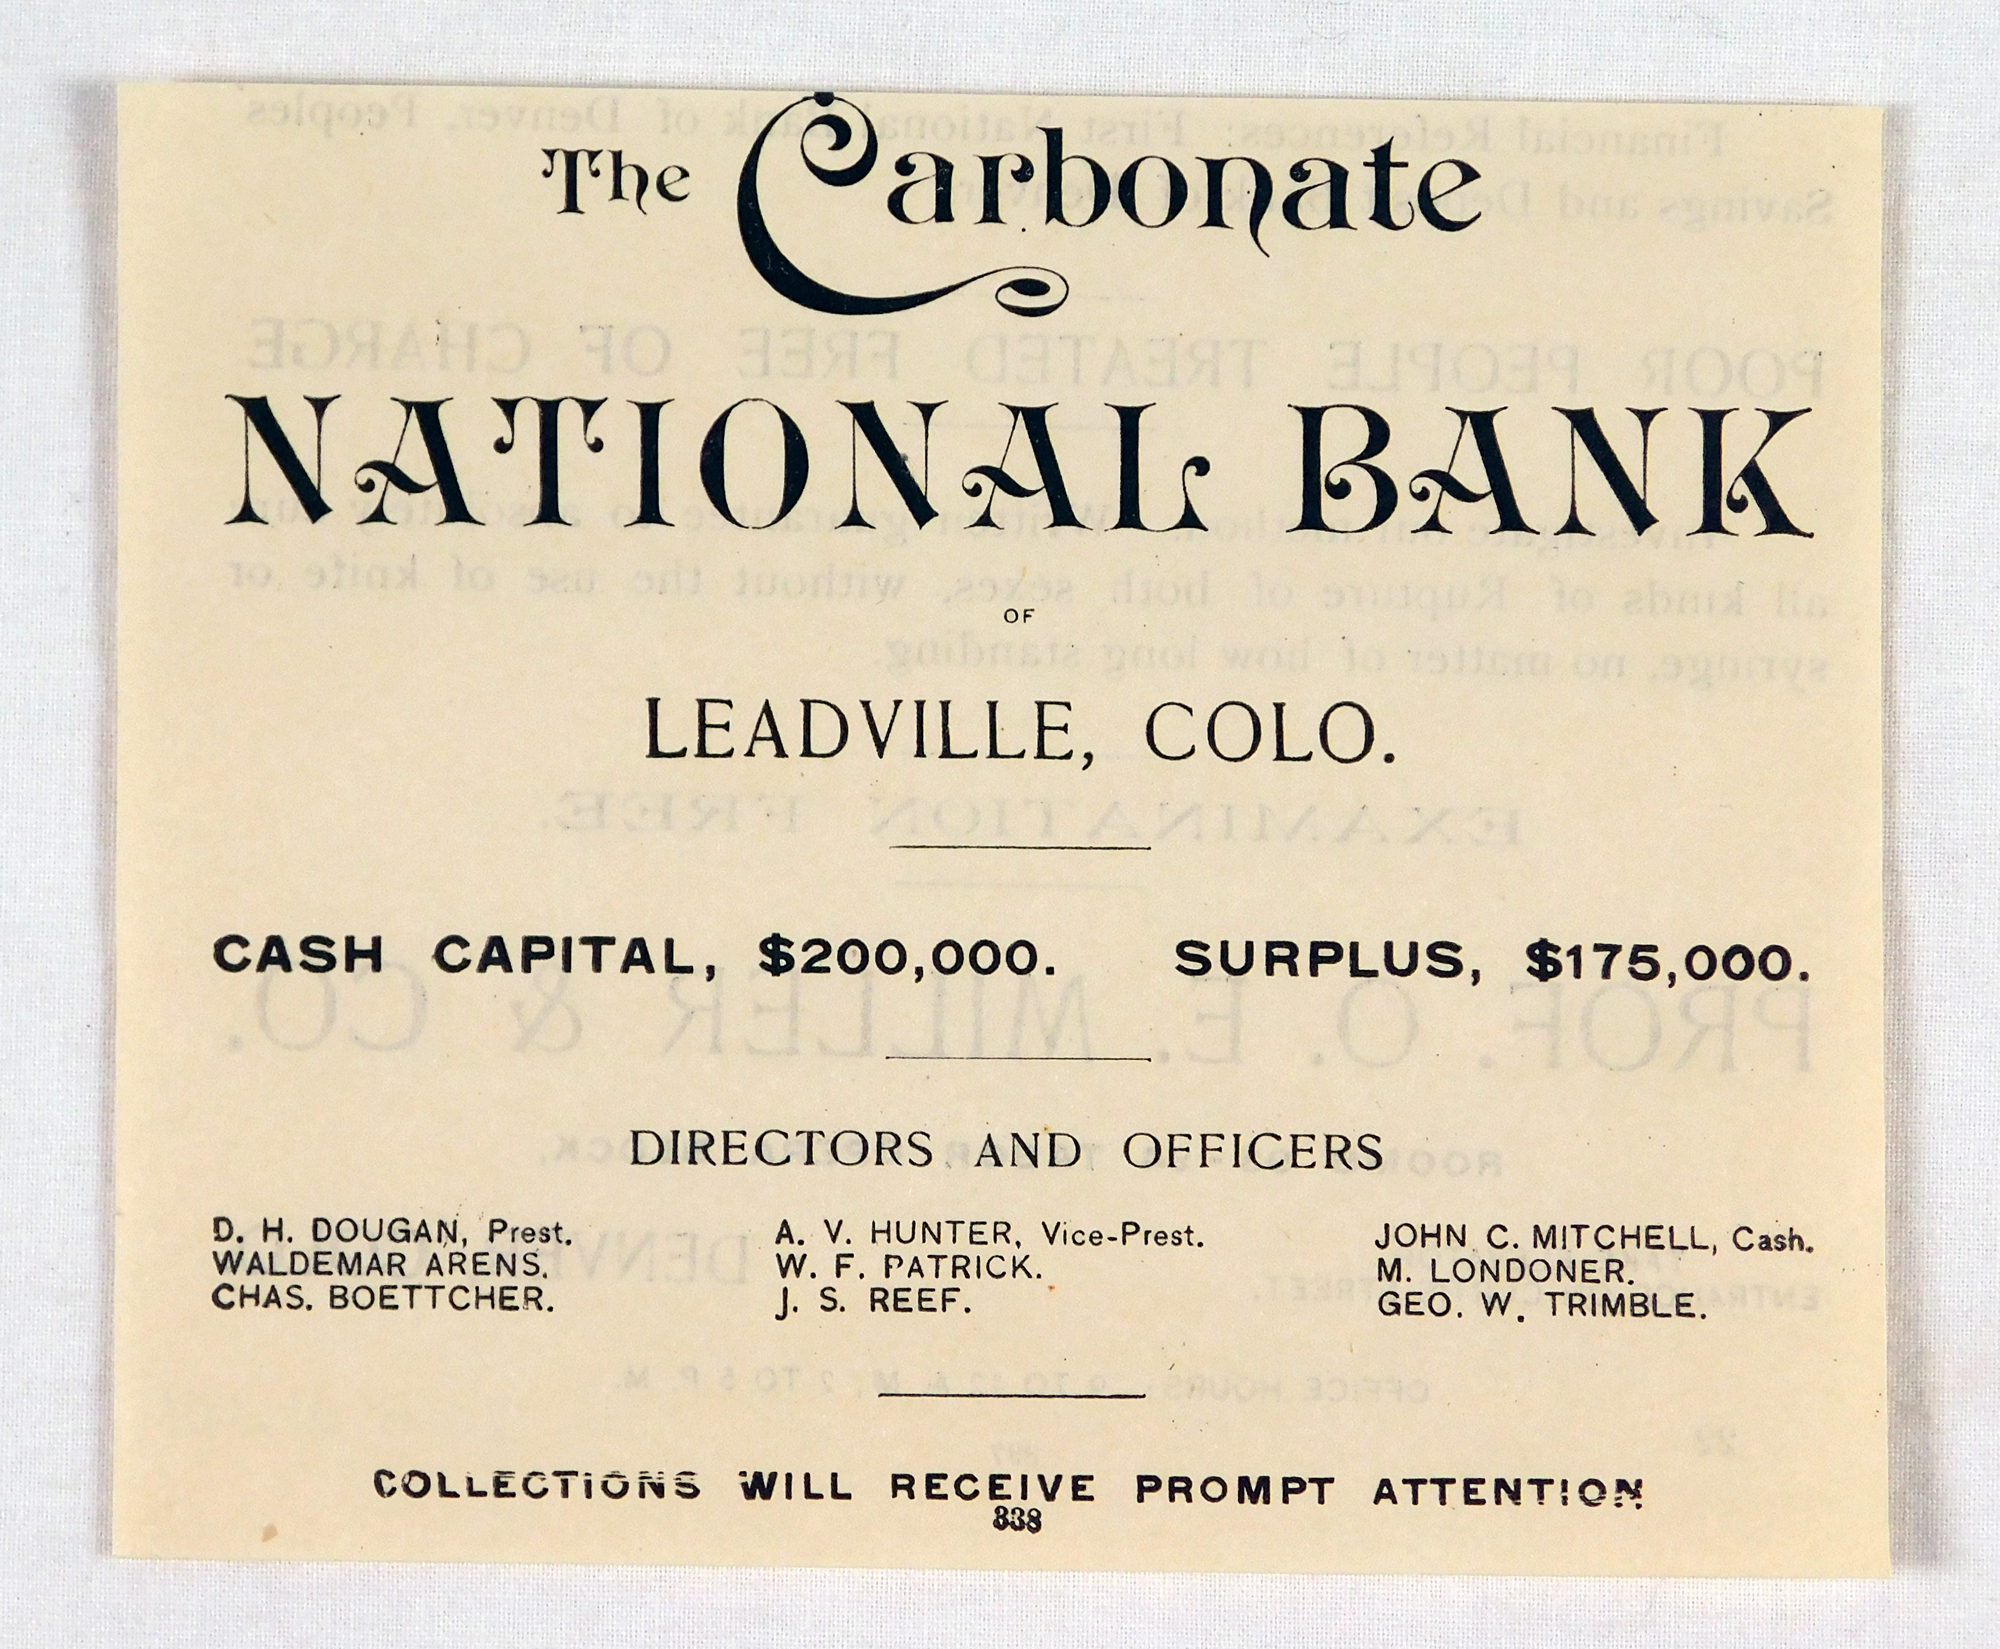 The Carbonate
NATIONAL BANK
OF
LEADVILLE, COLO.
CASH CAPITAL, $200,000. SURPLUS, $175,000.
DIRECTORS AND OFFICERS
D. H. DOUGAN, Prest. A. V. HUNTER, Vice-Prest. JOHN C. MITCHELL, Cash.
WALDEMAR ARENS. W. F. PATRICK. M. LONDONER.
CHAS. BOETTCHER. J. S. REEF. GEO. W. TRIMBLE.
COLLECTIONS WILL RECEIVE PROMPT ATTENTION
338